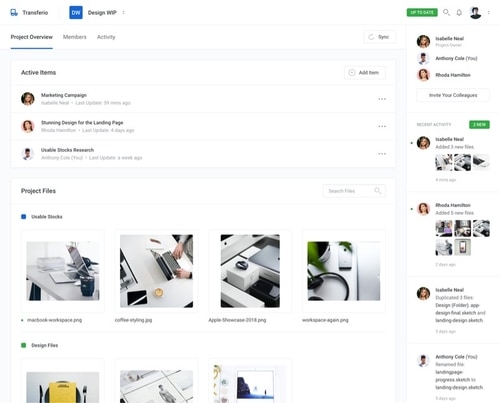 Transferio
DW
Design WIP
UP TO DATE
Project Overview
Members
Activity
Sync
Active Items
Add Item
Marketing Campaign
Isabelle Neal • Last Update: 59 mins ago
Stunning Design for the Landing Page
Rhoda Hamilton • Last Update: 4 days ago
Usable Stocks Research
Anthony Cole (You) • Last Update: a week ago
Project Files
Search Files
Usable Stocks
macbook-workspace.png
coffee-styling.jpg
Apple-Showcase-2018.png
workspace-again.png
Design Files
Isabelle Neal
Project Owner
Anthony Cole (You)
Rhoda Hamilton
Invite Your Colleagues
RECENT ACTIVITY
2 NEW
Isabelle Neal
Added 3 new files
Rhoda Hamilton
Added 5 new files
2 days ago
Isabelle Neal
Duplicated 3 files:
Design (Folder), app-
design-final sketch and
landing-design sketch
3 days ago
Anthony Cole (You)
Renamed file:
landingpage-
progress.sketch to
landing-design.sketch
5 days ago